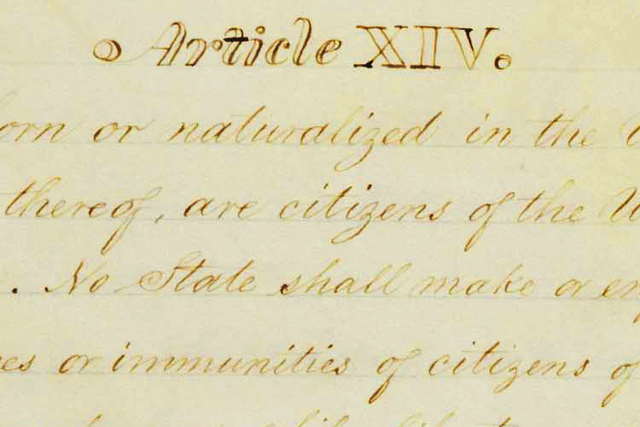 Article XIV.
orn or naturalized in the
thereof, are citizens of the
. No State shall make or en
es or immunities of citizens of